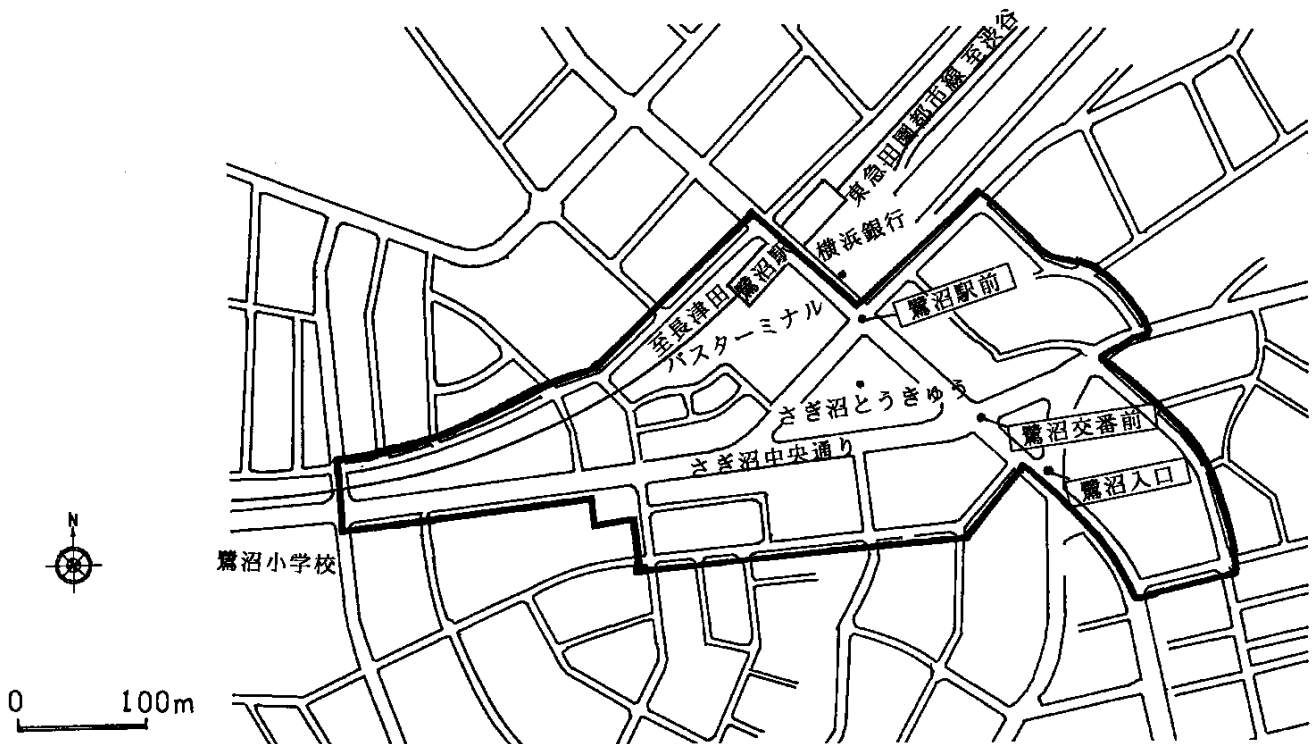 東急田園都市線 至渋谷
横浜銀行
鷺沼駅
至長津田
バスターミナル
鷺沼駅前
さぎ沼とうきゅう
鷺沼交番前
さぎ沼中央通り
鷺沼入口
N
鷺沼小学校
0 100m